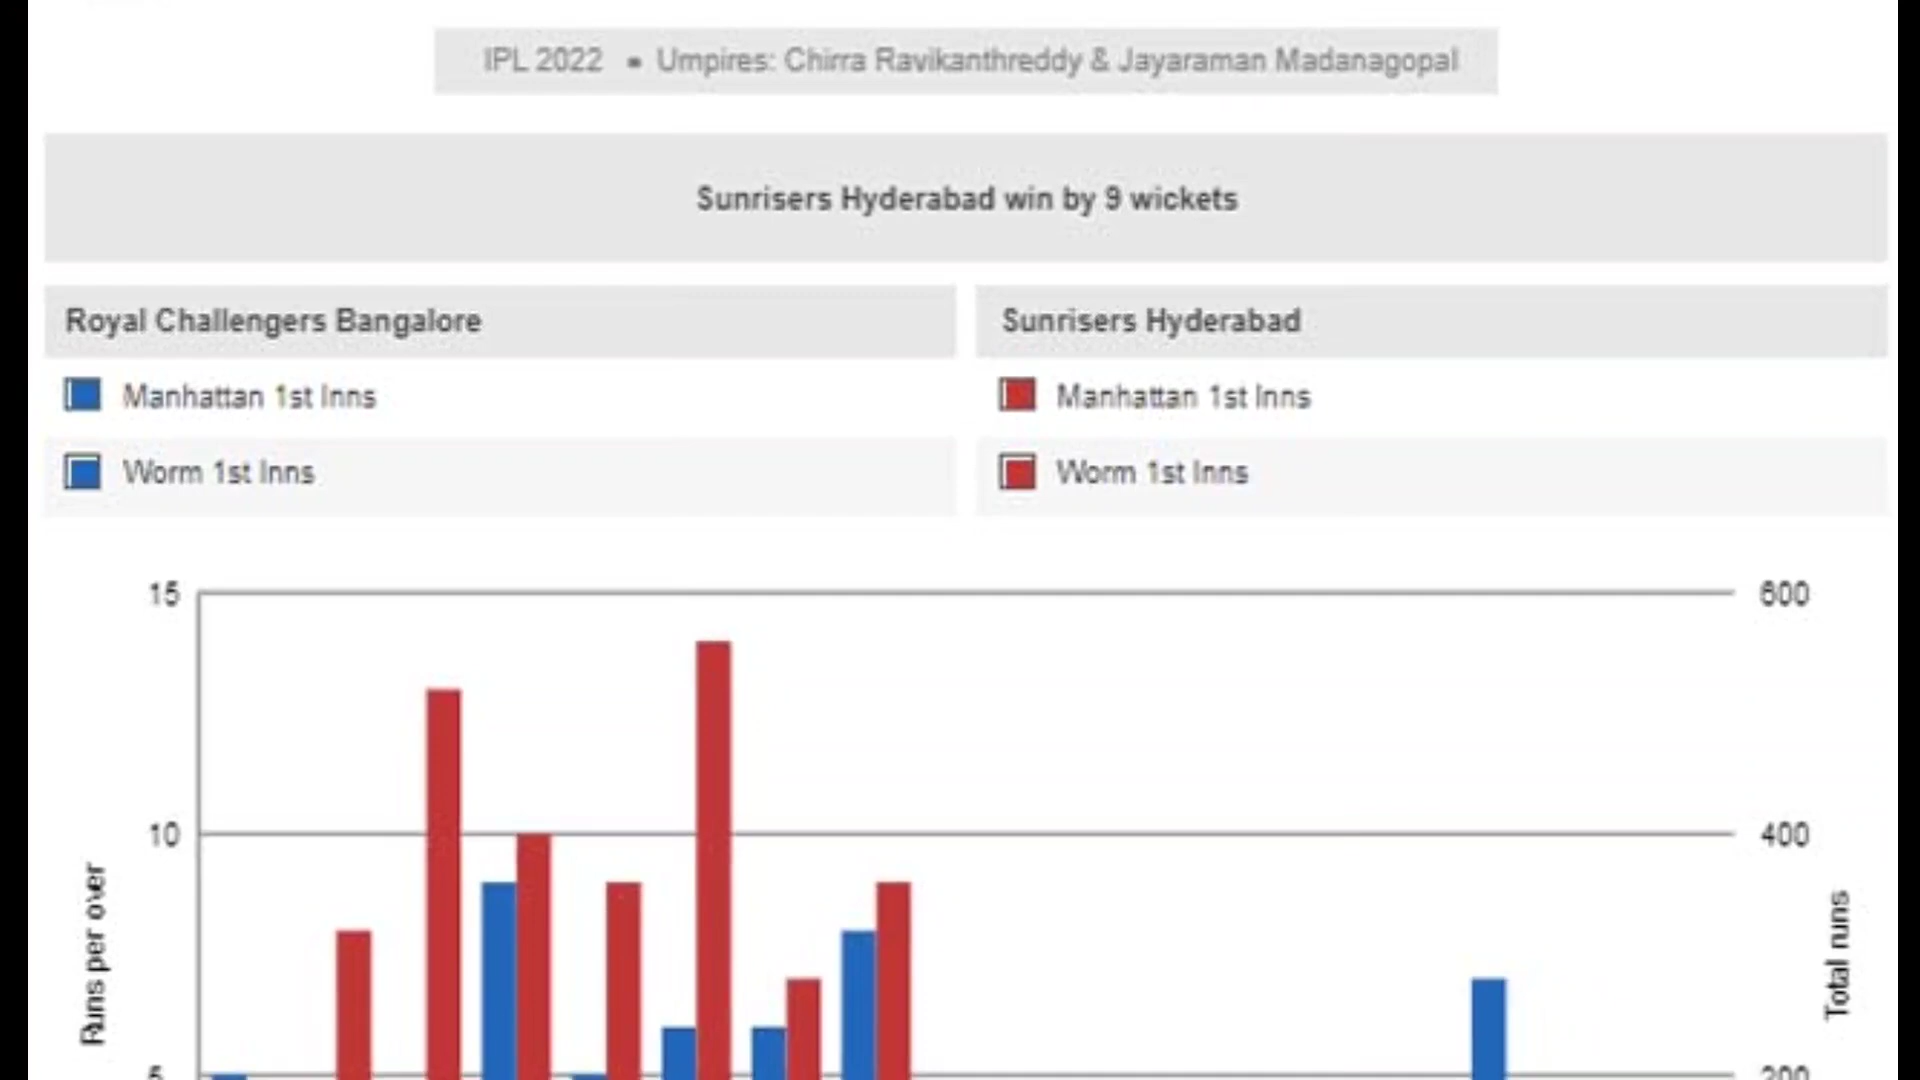 IPL 2022 • Umpires: Chirra Ravikanthreddy & Jayaraman Madanagopal
Sunrisers Hyderabad win by 9 wickets
Royal Challengers Bangalore
Manhattan 1st Inns
Worm 1st Inns
Sunrisers Hyderabad
Manhattan 1st Inns
Worm 1st Inns
15
600
10
400
Runs per over
Total runs
5
200